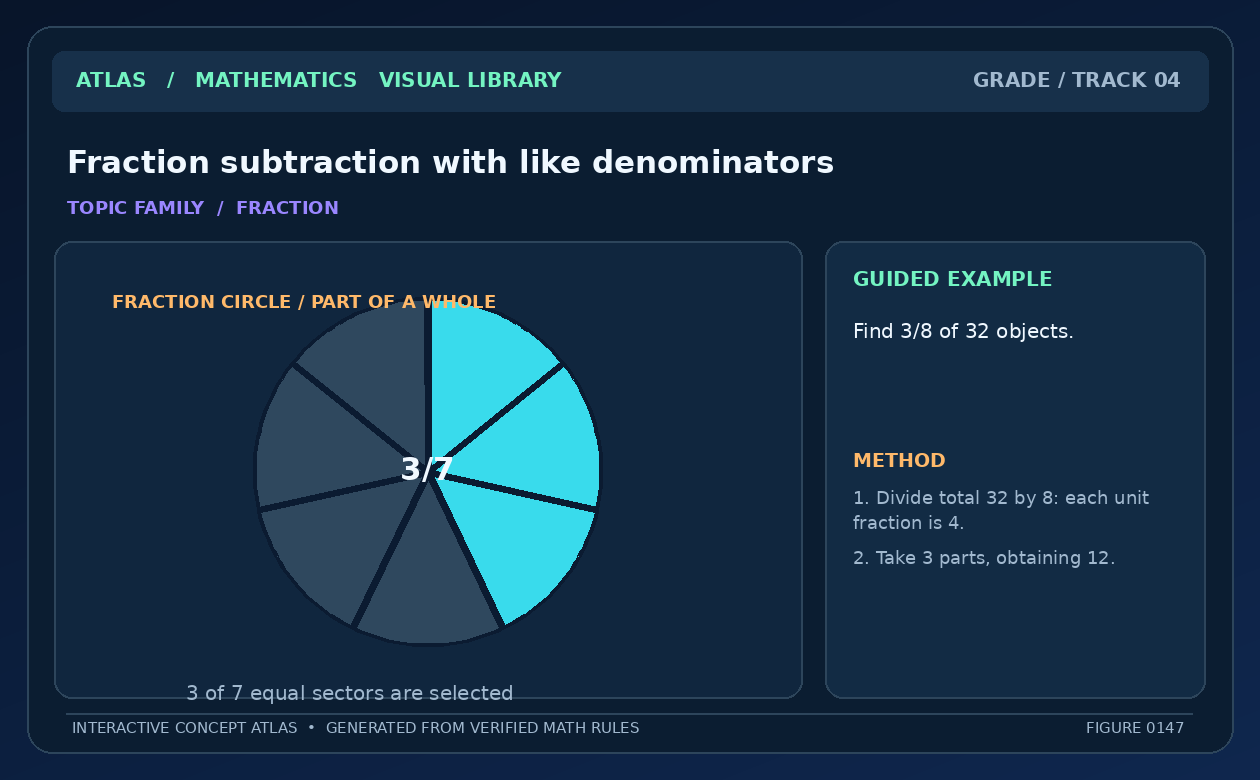 ATLAS / MATHEMATICS VISUAL LIBRARY
GRADE / TRACK 04
Fraction subtraction with like denominators
TOPIC FAMILY / FRACTION
FRACTION CIRCLE / PART OF A WHOLE
3/7
3 of 7 equal sectors are selected
GUIDED EXAMPLE
Find 3/8 of 32 objects.
METHOD
1. Divide total 32 by 8: each unit
fraction is 4.
2. Take 3 parts, obtaining 12.
INTERACTIVE CONCEPT ATLAS • GENERATED FROM VERIFIED MATH RULES
FIGURE 0147